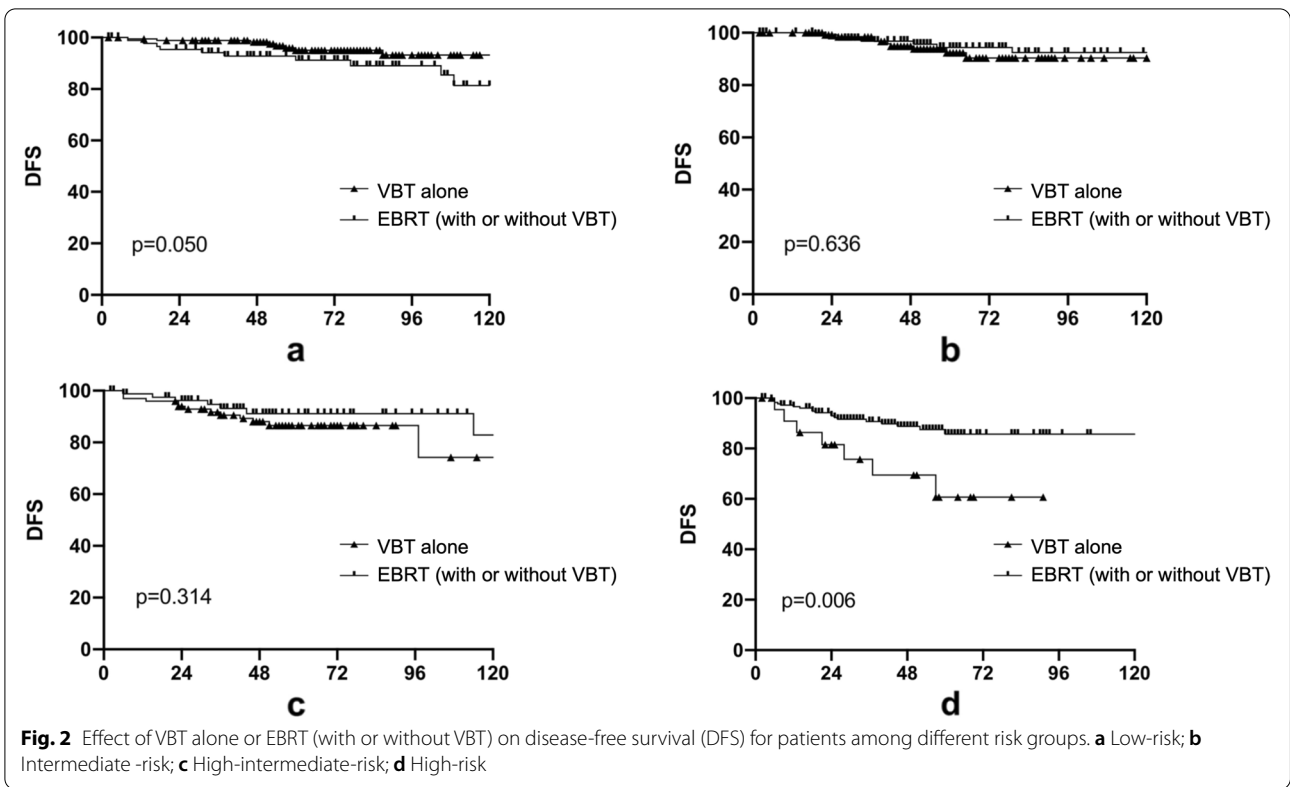 100
80
60
40
20
0
DFS
VBT alone
EBRT (with or without VBT)
p=0.050
0 24 48 72 96 120
a
100
80
60
40
20
0
DFS
VBT alone
EBRT (with or without VBT)
p=0.636
0 24 48 72 96 120
b
100
80
60
40
20
0
DFS
VBT alone
EBRT (with or without VBT)
p=0.314
0 24 48 72 96 120
c
100
80
60
40
20
0
DFS
VBT alone
EBRT (with or without VBT)
p=0.006
0 24 48 72 96 120
d
Fig. 2 Effect of VBT alone or EBRT (with or without VBT) on disease-free survival (DFS) for patients among different risk groups. a Low-risk; b
Intermediate -risk; c High-intermediate-risk; d High-risk